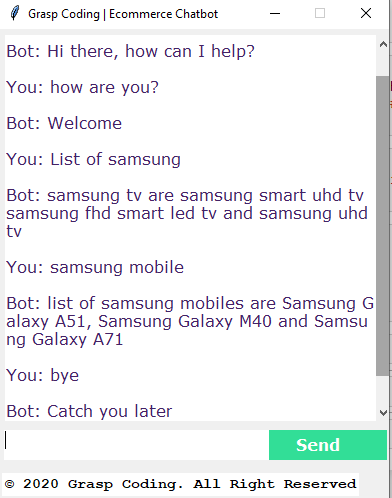 Grasp Coding | Ecommerce Chatbot
Bot: Hi there, how can I help?
You: how are you?
Bot: Welcome
You: List of samsung
Bot: samsung tv are samsung smart uhd tv
samsung fhd smart led tv and samsung uhd
tv
You: samsung mobile
Bot: list of samsung mobiles are Samsung G
alaxy A51, Samsung Galaxy M40 and Samsu
ng Galaxy A71
You: bye
Bot: Catch you later
Send
© 2020 Grasp Coding. All Right Reserved